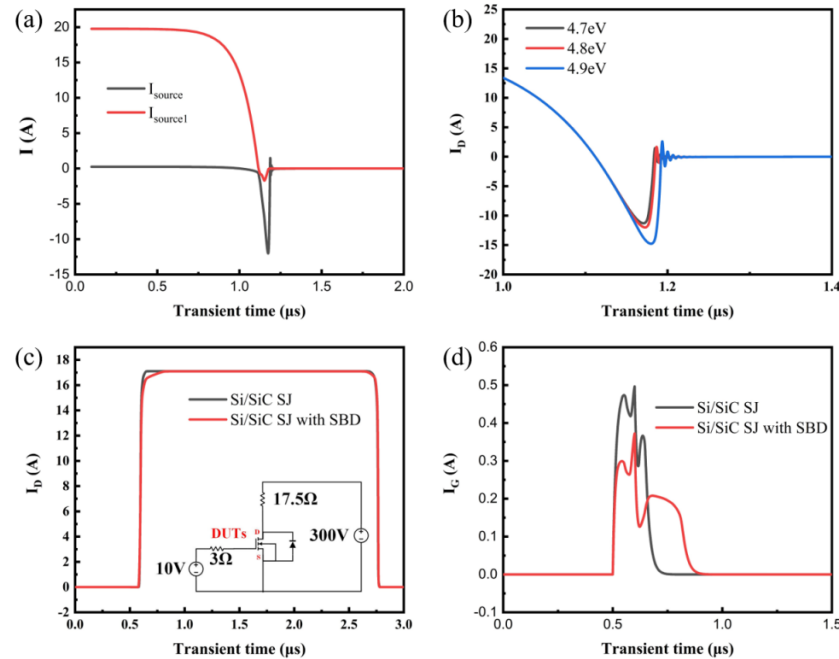 (a)
20
15
10
5
0
-5
-10
-15
I (A)
I_source
I_source1
0.0 0.5 1.0 1.5 2.0
Transient time (μs)
(b)
25
20
15
10
5
0
-5
-10
-15
-20
-25
I_D (A)
4.7eV
4.8eV
4.9eV
1.0 1.2 1.4
Transient time (μs)
(c)
18
16
14
12
10
8
6
4
2
0
-2
I_D (A)
Si/SiC SJ
Si/SiC SJ with SBD
17.5Ω
DUTs
D
300V
3Ω
S
10V
0.0 0.5 1.0 1.5 2.0 2.5 3.0
Transient time (μs)
(d)
0.6
0.5
0.4
0.3
0.2
0.1
0.0
-0.1
I_G (A)
Si/SiC SJ
Si/SiC SJ with SBD
0.0 0.5 1.0 1.5
Transient time (μs)